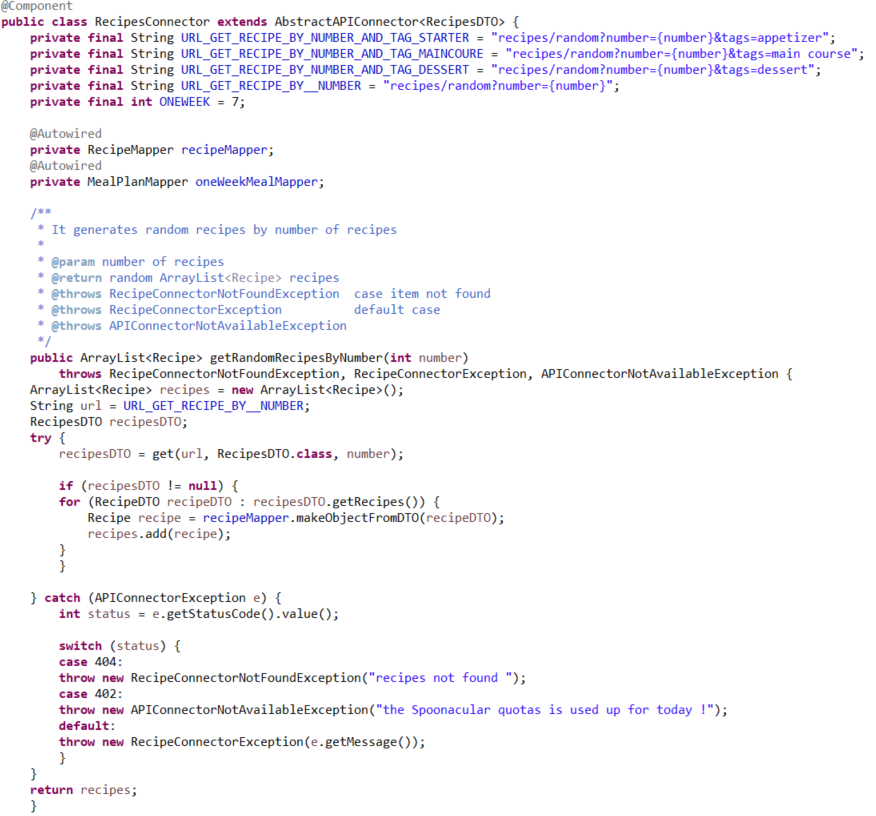 @Component
public class RecipesConnector extends AbstractAPIConnector<RecipesDTO> {
    private final String URL_GET_RECIPE_BY_NUMBER_AND_TAG_STARTER = "recipes/random?number={number}&tags=appetizer";
    private final String URL_GET_RECIPE_BY_NUMBER_AND_TAG_MAINCOURE = "recipes/random?number={number}&tags=main course";
    private final String URL_GET_RECIPE_BY_NUMBER_AND_TAG_DESSERT = "recipes/random?number={number}&tags=dessert";
    private final String URL_GET_RECIPE_BY__NUMBER = "recipes/random?number={number}";
    private final int ONEWEEK = 7;

    @Autowired
    private RecipeMapper recipeMapper;
    @Autowired
    private MealPlanMapper oneWeekMealMapper;

    /**
     * It generates random recipes by number of recipes
     *
     * @param number of recipes
     * @return random ArrayList<Recipe> recipes
     * @throws RecipeConnectorNotFoundException  case item not found
     * @throws RecipeConnectorException          default case
     * @throws APIConnectorNotAvailableException
     */
    public ArrayList<Recipe> getRandomRecipesByNumber(int number)
        throws RecipeConnectorNotFoundException, RecipeConnectorException, APIConnectorNotAvailableException {
    ArrayList<Recipe> recipes = new ArrayList<Recipe>();
    String url = URL_GET_RECIPE_BY__NUMBER;
    RecipesDTO recipesDTO;
    try {
        recipesDTO = get(url, RecipesDTO.class, number);

        if (recipesDTO != null) {
        for (RecipeDTO recipeDTO : recipesDTO.getRecipes()) {
            Recipe recipe = recipeMapper.makeObjectFromDTO(recipeDTO);
            recipes.add(recipe);
        }
        }

    } catch (APIConnectorException e) {
        int status = e.getStatusCode().value();

        switch (status) {
        case 404:
        throw new RecipeConnectorNotFoundException("recipes not found ");
        case 402:
        throw new APIConnectorNotAvailableException("the Spoonacular quotas is used up for today !");
        default:
        throw new RecipeConnectorException(e.getMessage());
        }
    }
    return recipes;
    }